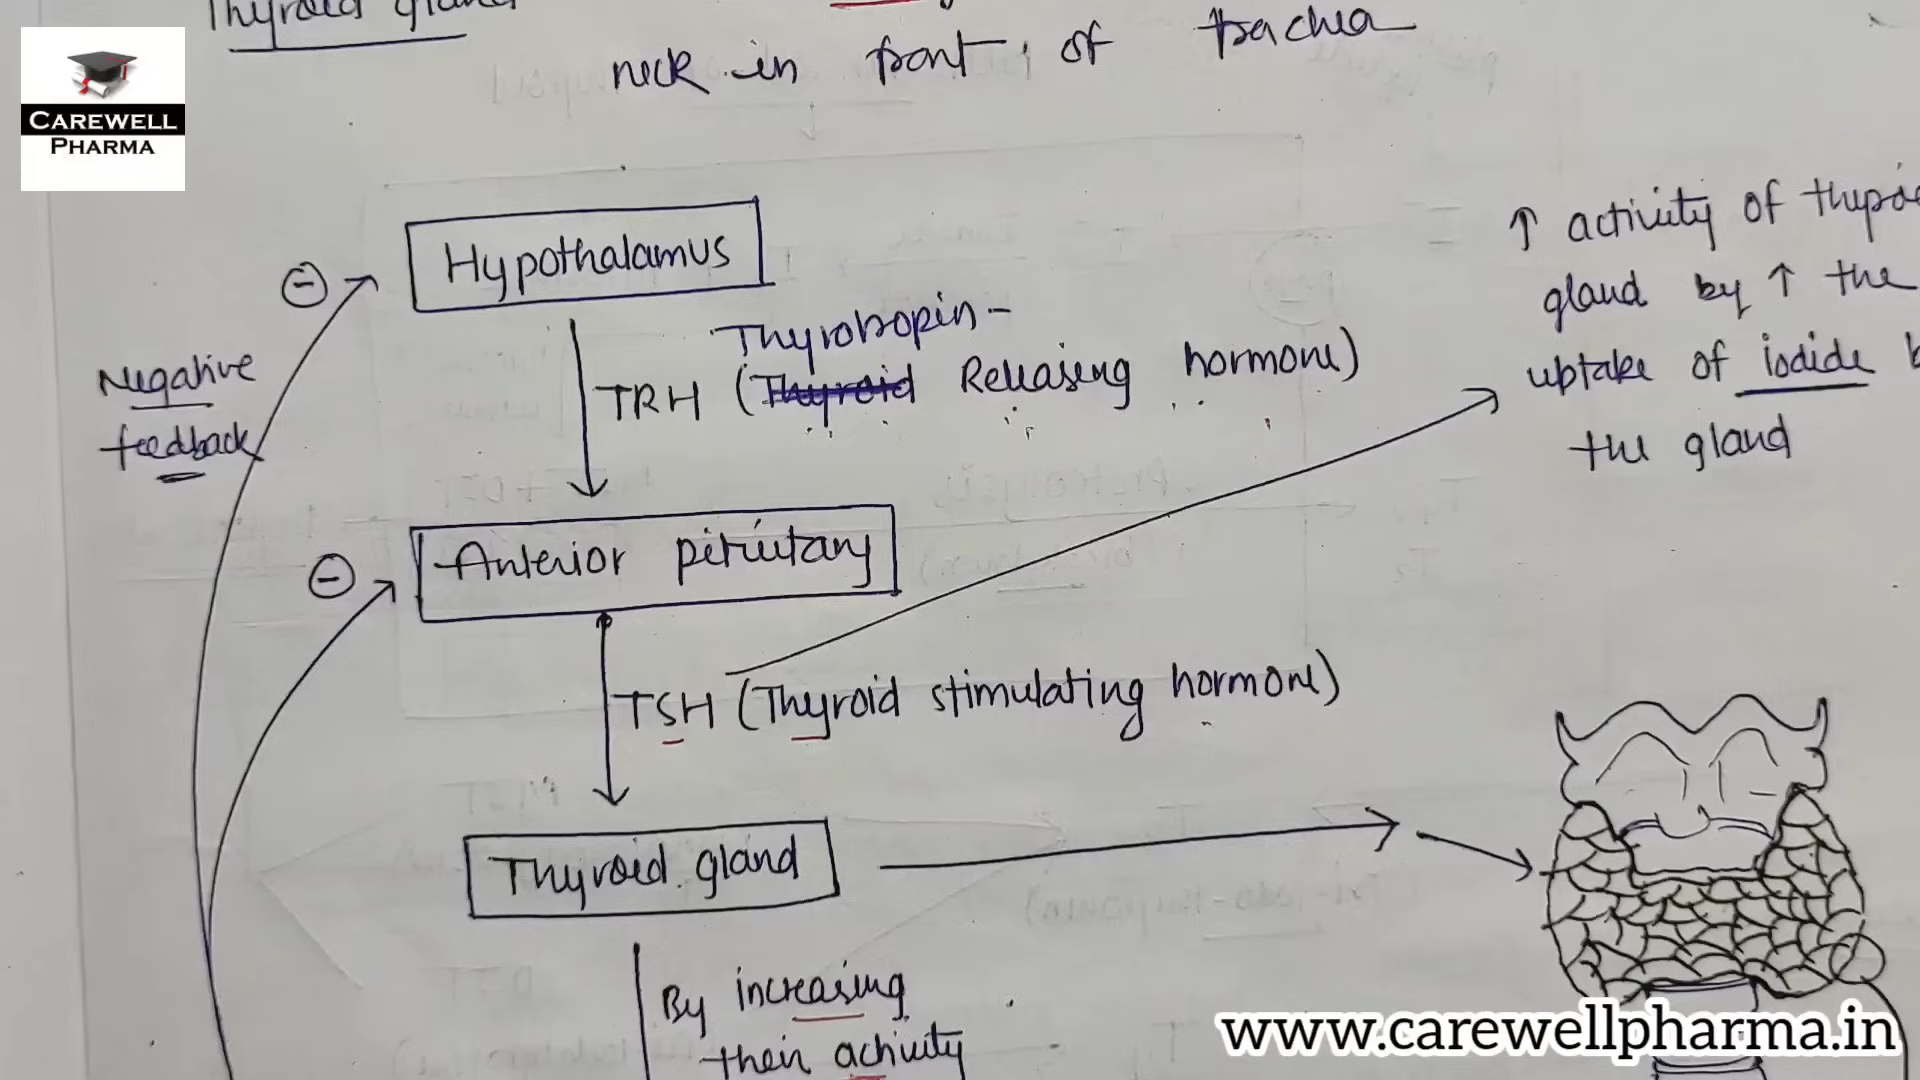 Thyroid gland
neck in front of trachea
CAREWELL
PHARMA
Hypothalamus
↑ activity of thyroi
gland by ↑ the
uptake of iodide b
the gland
Thyrotropin-
TRH (Thyroid Releasing hormone)
Negative
feedback
Anterior pituitary
TSH (Thyroid stimulating hormone)
Thyroid gland
By increasing
their activity
www.carewellpharma.in